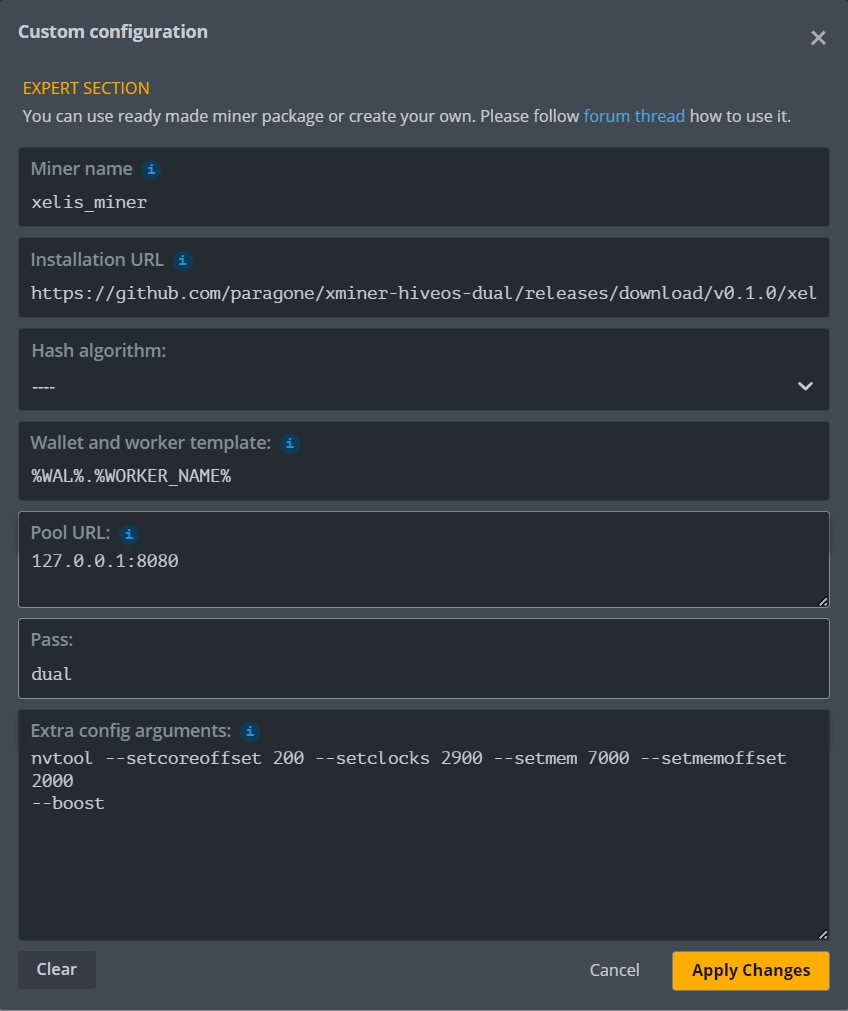 Custom configuration
EXPERT SECTION
You can use ready made miner package or create your own. Please follow forum thread how to use it.
Miner name
xelis_miner
Installation URL
https://github.com/paragone/xminer-hiveos-dual/releases/download/v0.1.0/xel
Hash algorithm:
----
Wallet and worker template:
%WAL%.%WORKER_NAME%
Pool URL:
127.0.0.1:8080
Pass:
dual
Extra config arguments:
nvtool --setcoreoffset 200 --setclocks 2900 --setmem 7000 --setmemoffset
2000
--boost
Clear
Cancel
Apply Changes